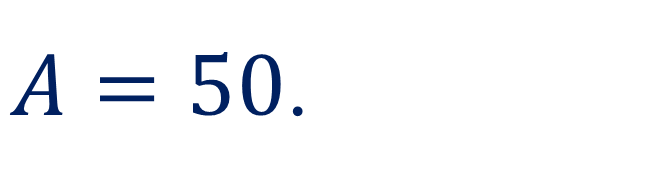 A = 50.